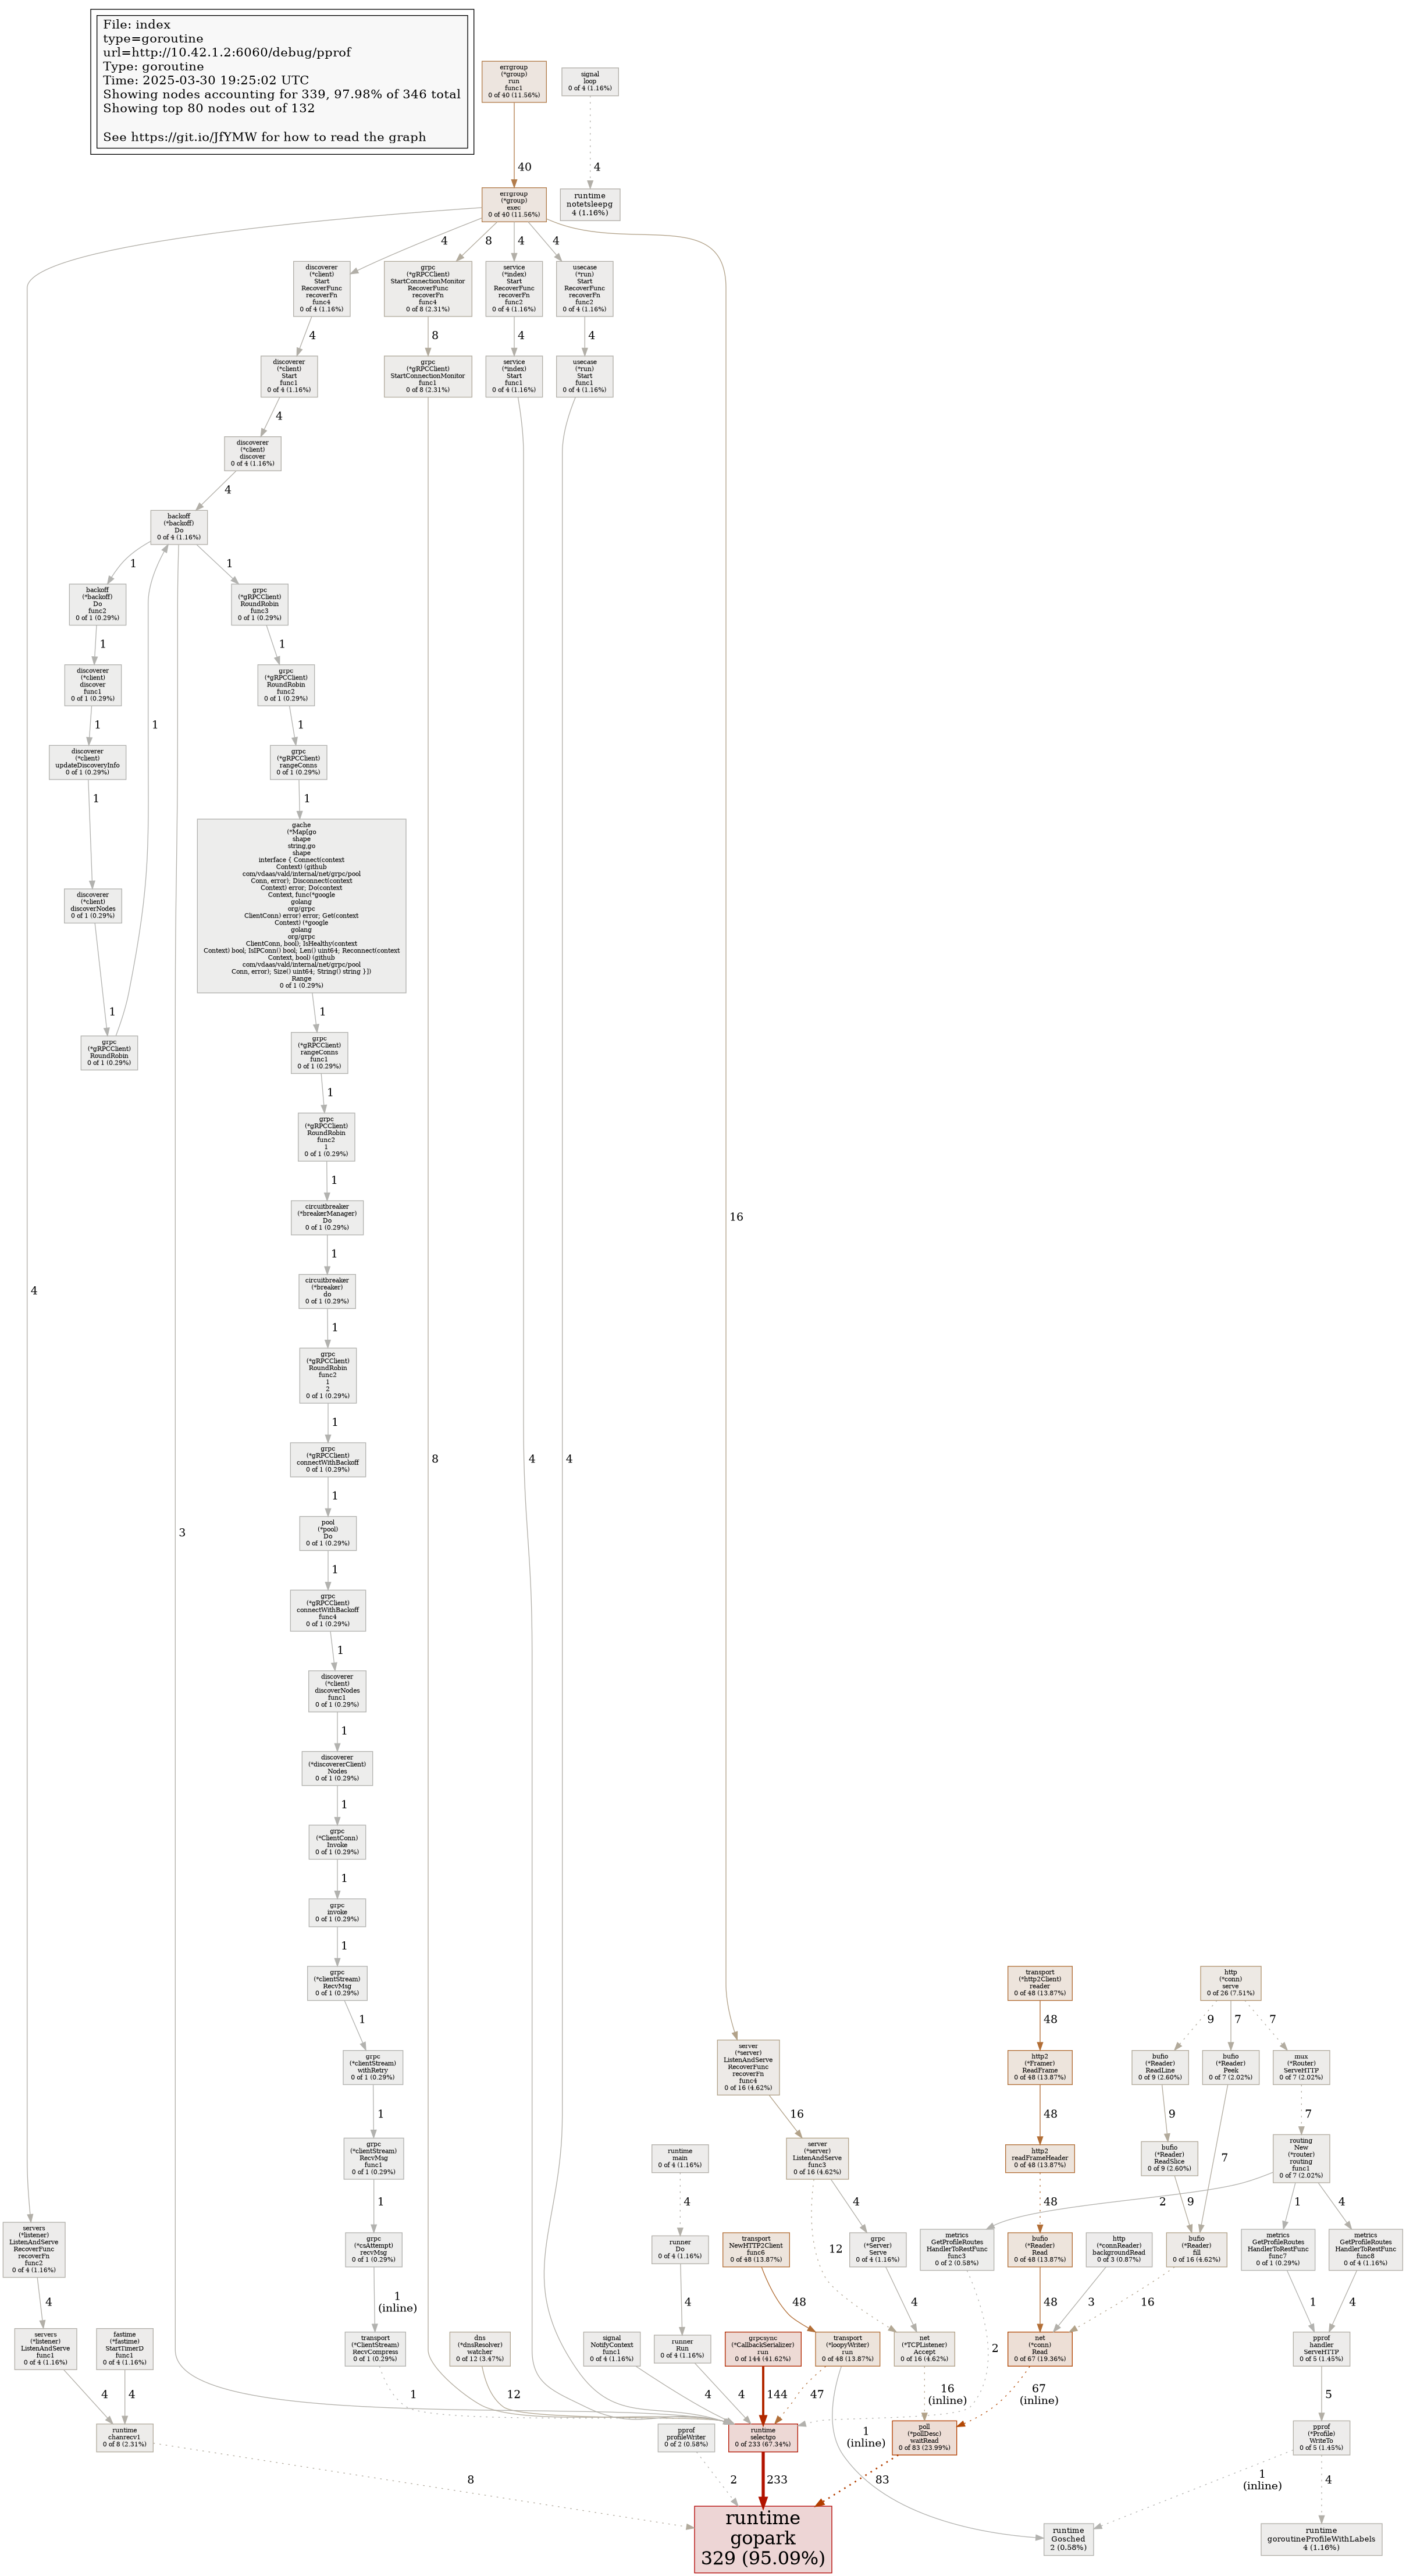 File: index
type=goroutine
url=http://10.42.1.2:6060/debug/pprof
Type: goroutine
Time: 2025-03-30 19:25:02 UTC
Showing nodes accounting for 339, 97.98% of 346 total
Showing top 80 nodes out of 132
See https://git.io/JfYMW for how to read the graph
errgroup
(*group)
run
func1
0 of 40 (11.56%)
signal
loop
0 of 4 (1.16%)
40
4
errgroup
(*group)
exec
0 of 40 (11.56%)
runtime
notetsleepg
4 (1.16%)
4
8
4
4
discoverer
(*client)
Start
RecoverFunc
recoverFn
func4
0 of 4 (1.16%)
grpc
(*gRPCClient)
StartConnectionMonitor
RecoverFunc
recoverFn
func4
0 of 8 (2.31%)
service
(*index)
Start
RecoverFunc
recoverFn
func2
0 of 4 (1.16%)
usecase
(*run)
Start
RecoverFunc
recoverFn
func2
0 of 4 (1.16%)
4
8
4
4
discoverer
(*client)
Start
func1
0 of 4 (1.16%)
grpc
(*gRPCClient)
StartConnectionMonitor
func1
0 of 8 (2.31%)
service
(*index)
Start
func1
0 of 4 (1.16%)
usecase
(*run)
Start
func1
0 of 4 (1.16%)
4
discoverer
(*client)
discover
0 of 4 (1.16%)
4
backoff
(*backoff)
Do
0 of 4 (1.16%)
1
1
backoff
(*backoff)
Do
func2
0 of 1 (0.29%)
grpc
(*gRPCClient)
RoundRobin
func3
0 of 1 (0.29%)
1
1
discoverer
(*client)
discover
func1
0 of 1 (0.29%)
grpc
(*gRPCClient)
RoundRobin
func2
0 of 1 (0.29%)
1
1
1
discoverer
(*client)
updateDiscoveryInfo
0 of 1 (0.29%)
grpc
(*gRPCClient)
rangeConns
0 of 1 (0.29%)
1
1
gache
(*Map[go
shape
string,go
shape
interface { Connect(context
Context) (github
com/vdaas/vald/internal/net/grpc/pool
Conn, error); Disconnect(context
Context) error; Do(context
Context, func(*google
golang
org/grpc
ClientConn) error) error; Get(context
Context) (*google
golang
org/grpc
ClientConn, bool); IsHealthy(context
Context) bool; IsIPConn() bool; Len() uint64; Reconnect(context
Context, bool) (github
com/vdaas/vald/internal/net/grpc/pool
Conn, error); Size() uint64; String() string }])
Range
0 of 1 (0.29%)
discoverer
(*client)
discoverNodes
0 of 1 (0.29%)
1
1
grpc
(*gRPCClient)
RoundRobin
0 of 1 (0.29%)
grpc
(*gRPCClient)
rangeConns
func1
0 of 1 (0.29%)
1
grpc
(*gRPCClient)
RoundRobin
func2
1
0 of 1 (0.29%)
1
circuitbreaker
(*breakerManager)
Do
0 of 1 (0.29%)
16
1
4
circuitbreaker
(*breaker)
do
0 of 1 (0.29%)
1
grpc
(*gRPCClient)
RoundRobin
func2
1
2
0 of 1 (0.29%)
1
grpc
(*gRPCClient)
connectWithBackoff
0 of 1 (0.29%)
8
4
4
1
3
pool
(*pool)
Do
0 of 1 (0.29%)
1
grpc
(*gRPCClient)
connectWithBackoff
func4
0 of 1 (0.29%)
1
discoverer
(*client)
discoverNodes
func1
0 of 1 (0.29%)
1
discoverer
(*discovererClient)
Nodes
0 of 1 (0.29%)
1
grpc
(*ClientConn)
Invoke
0 of 1 (0.29%)
1
grpc
invoke
0 of 1 (0.29%)
1
grpc
(*clientStream)
RecvMsg
0 of 1 (0.29%)
transport
(*http2Client)
reader
0 of 48 (13.87%)
http
(*conn)
serve
0 of 26 (7.51%)
1
48
9
7
7
grpc
(*clientStream)
withRetry
0 of 1 (0.29%)
server
(*server)
ListenAndServe
RecoverFunc
recoverFn
func4
0 of 16 (4.62%)
http2
(*Framer)
ReadFrame
0 of 48 (13.87%)
bufio
(*Reader)
ReadLine
0 of 9 (2.60%)
bufio
(*Reader)
Peek
0 of 7 (2.02%)
mux
(*Router)
ServeHTTP
0 of 7 (2.02%)
1
16
48
9
7
7
grpc
(*clientStream)
RecvMsg
func1
0 of 1 (0.29%)
runtime
main
0 of 4 (1.16%)
server
(*server)
ListenAndServe
func3
0 of 16 (4.62%)
http2
readFrameHeader
0 of 48 (13.87%)
bufio
(*Reader)
ReadSlice
0 of 9 (2.60%)
routing
New
(*router)
routing
func1
0 of 7 (2.02%)
1
4
4
48
2
9
1
4
servers
(*listener)
ListenAndServe
RecoverFunc
recoverFn
func2
0 of 4 (1.16%)
grpc
(*csAttempt)
recvMsg
0 of 1 (0.29%)
runner
Do
0 of 4 (1.16%)
transport
NewHTTP2Client
func6
0 of 48 (13.87%)
12
grpc
(*Server)
Serve
0 of 4 (1.16%)
metrics
GetProfileRoutes
HandlerToRestFunc
func3
0 of 2 (0.58%)
bufio
(*Reader)
Read
0 of 48 (13.87%)
http
(*connReader)
backgroundRead
0 of 3 (0.87%)
bufio
(*Reader)
fill
0 of 16 (4.62%)
metrics
GetProfileRoutes
HandlerToRestFunc
func7
0 of 1 (0.29%)
metrics
GetProfileRoutes
HandlerToRestFunc
func8
0 of 4 (1.16%)
4
1
(inline)
4
48
4
48
3
16
1
4
servers
(*listener)
ListenAndServe
func1
0 of 4 (1.16%)
fastime
(*fastime)
StartTimerD
func1
0 of 4 (1.16%)
transport
(*ClientStream)
RecvCompress
0 of 1 (0.29%)
dns
(*dnsResolver)
watcher
0 of 12 (3.47%)
signal
NotifyContext
func1
0 of 4 (1.16%)
runner
Run
0 of 4 (1.16%)
grpcsync
(*CallbackSerializer)
run
0 of 144 (41.62%)
transport
(*loopyWriter)
run
0 of 48 (13.87%)
net
(*TCPListener)
Accept
0 of 16 (4.62%)
2
net
(*conn)
Read
0 of 67 (19.36%)
pprof
handler
ServeHTTP
0 of 5 (1.45%)
4
4
1
12
4
4
144
47
16
(inline)
67
(inline)
5
runtime
chanrecv1
0 of 8 (2.31%)
pprof
profileWriter
0 of 2 (0.58%)
runtime
selectgo
0 of 233 (67.34%)
1
(inline)
poll
(*pollDesc)
waitRead
0 of 83 (23.99%)
pprof
(*Profile)
WriteTo
0 of 5 (1.45%)
8
2
233
83
1
(inline)
4
runtime
gopark
329 (95.09%)
runtime
Gosched
2 (0.58%)
runtime
goroutineProfileWithLabels
4 (1.16%)